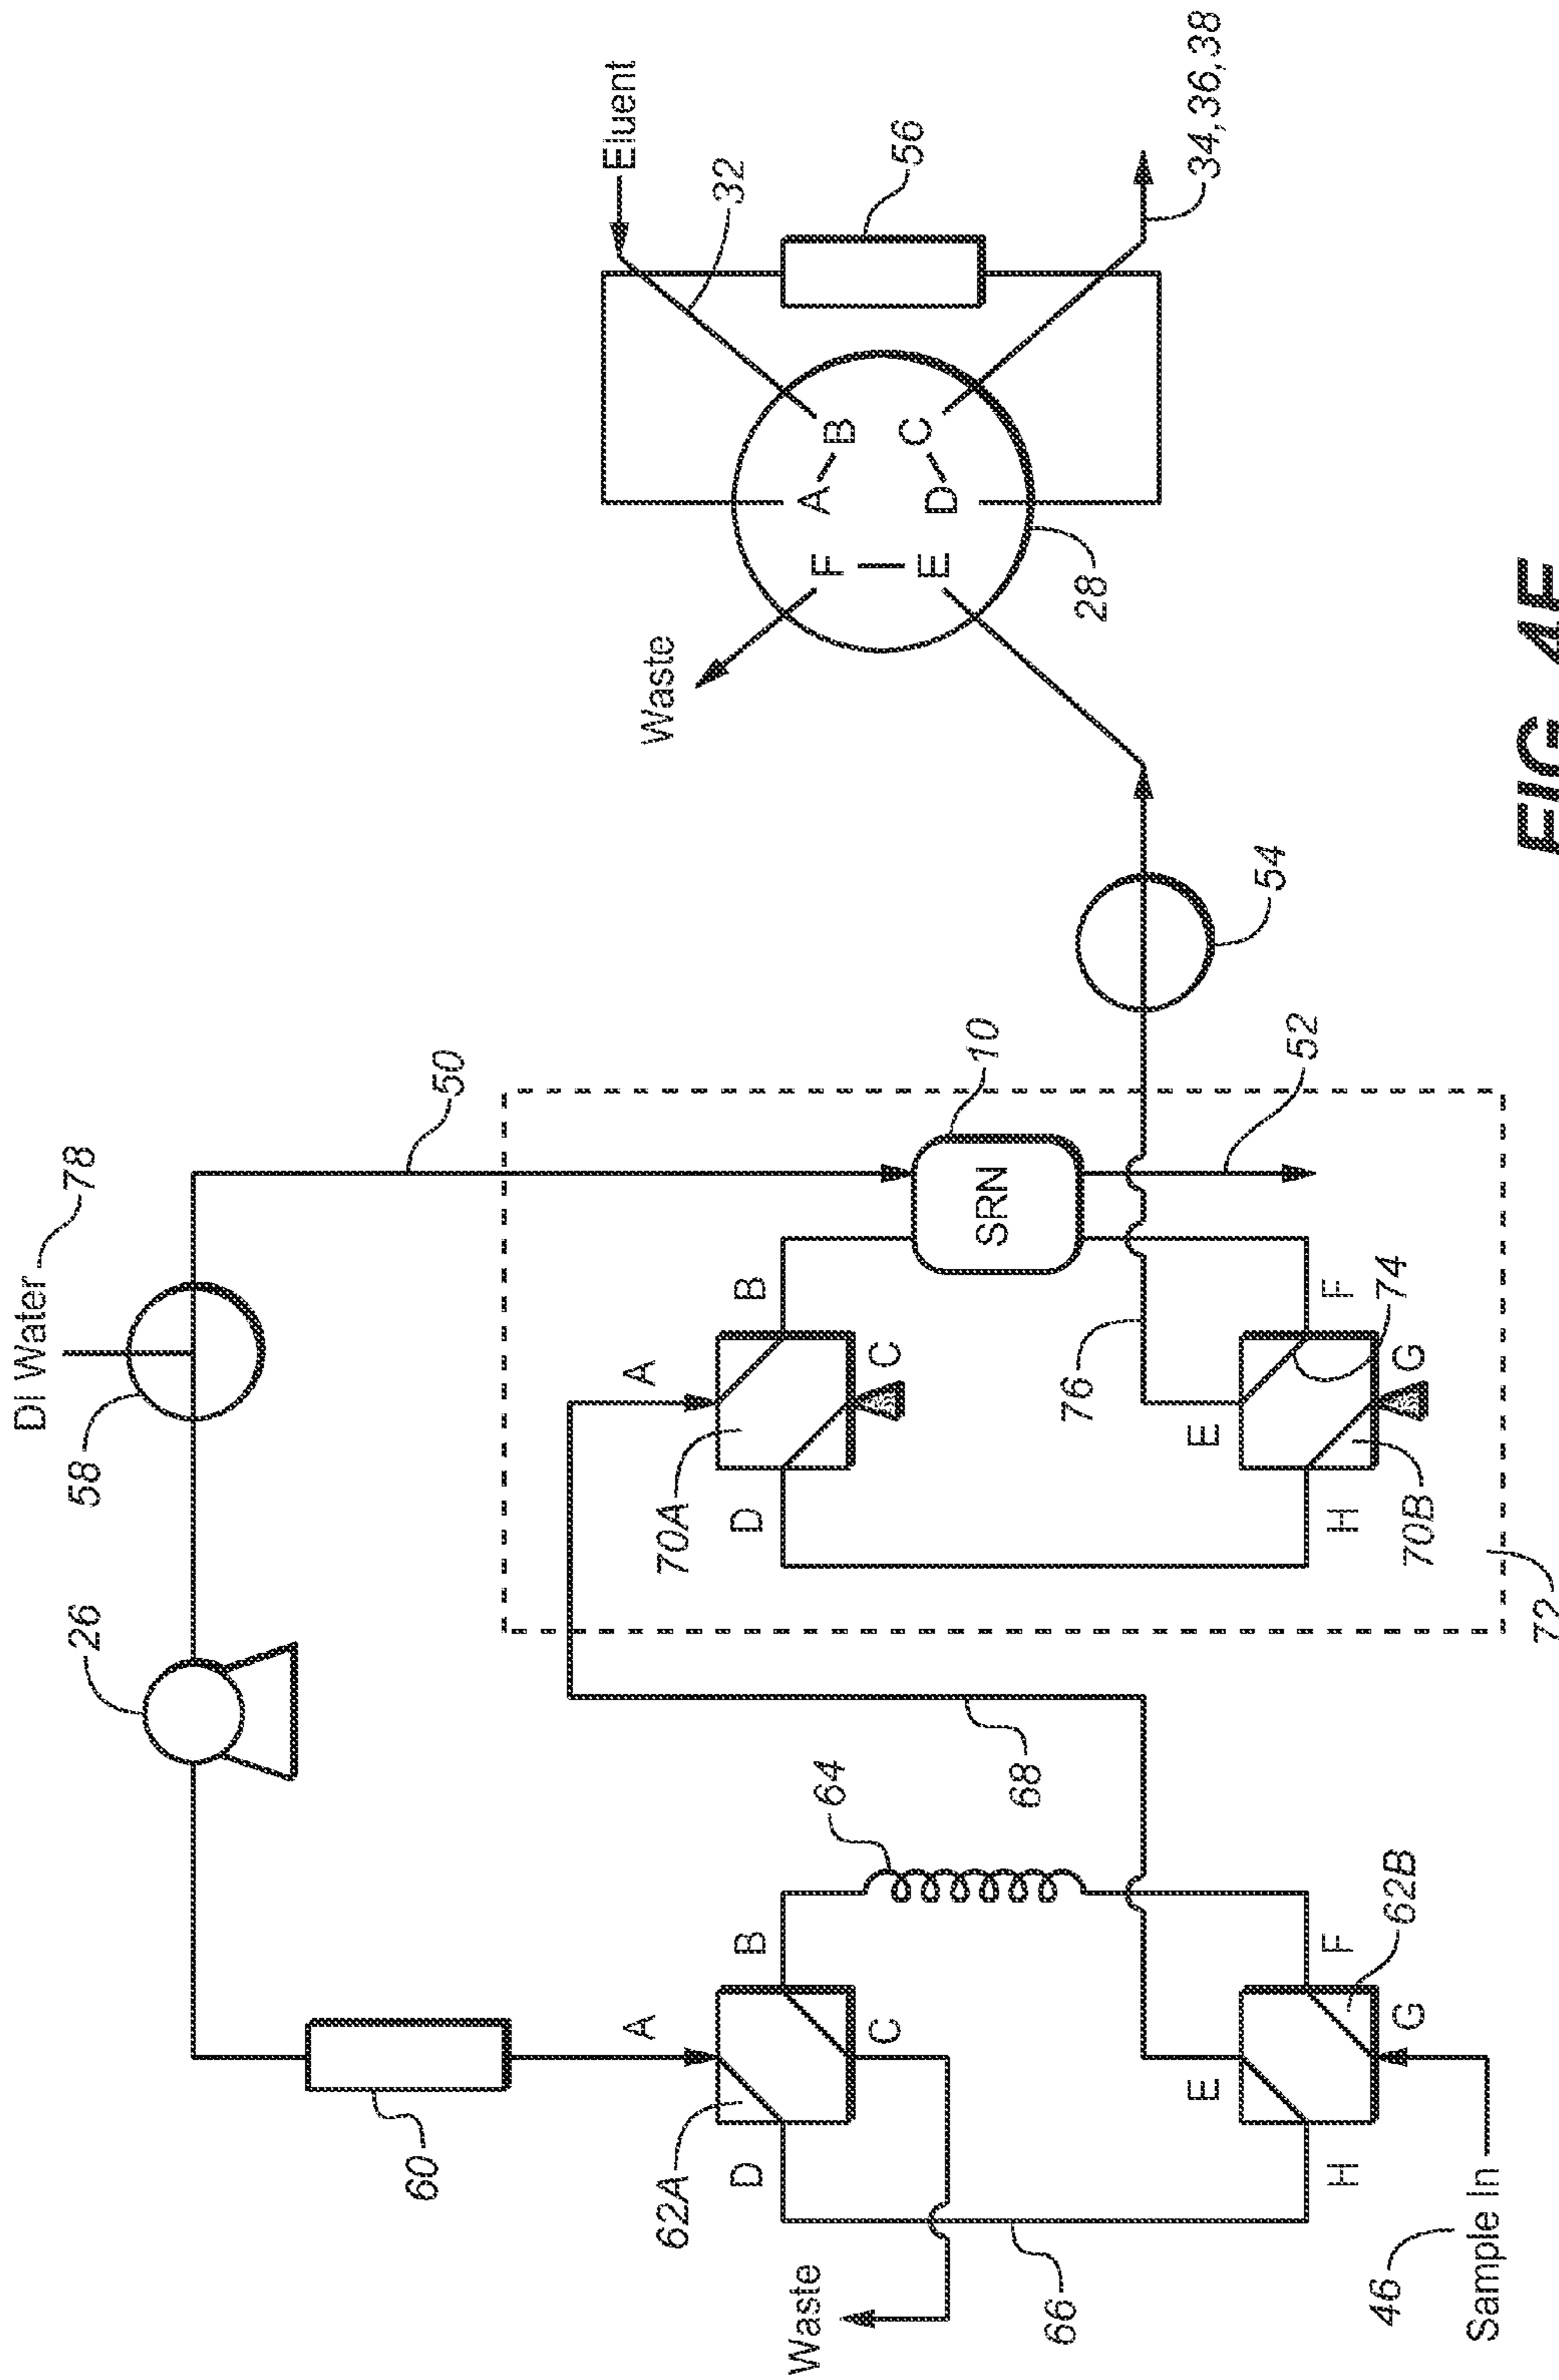 DI Water 78
26
58
60
50
Eluent
A
A
Waste
62A
70A
32
D
B
D
B
Waste
64
F
A
B
C
C
56
E
D
C
10
SRN
68
66
76
28
E
E
34,36,38
54
52
H
F
H
F
46
74
62B
G
G
70B
Sample In
72
FIG.